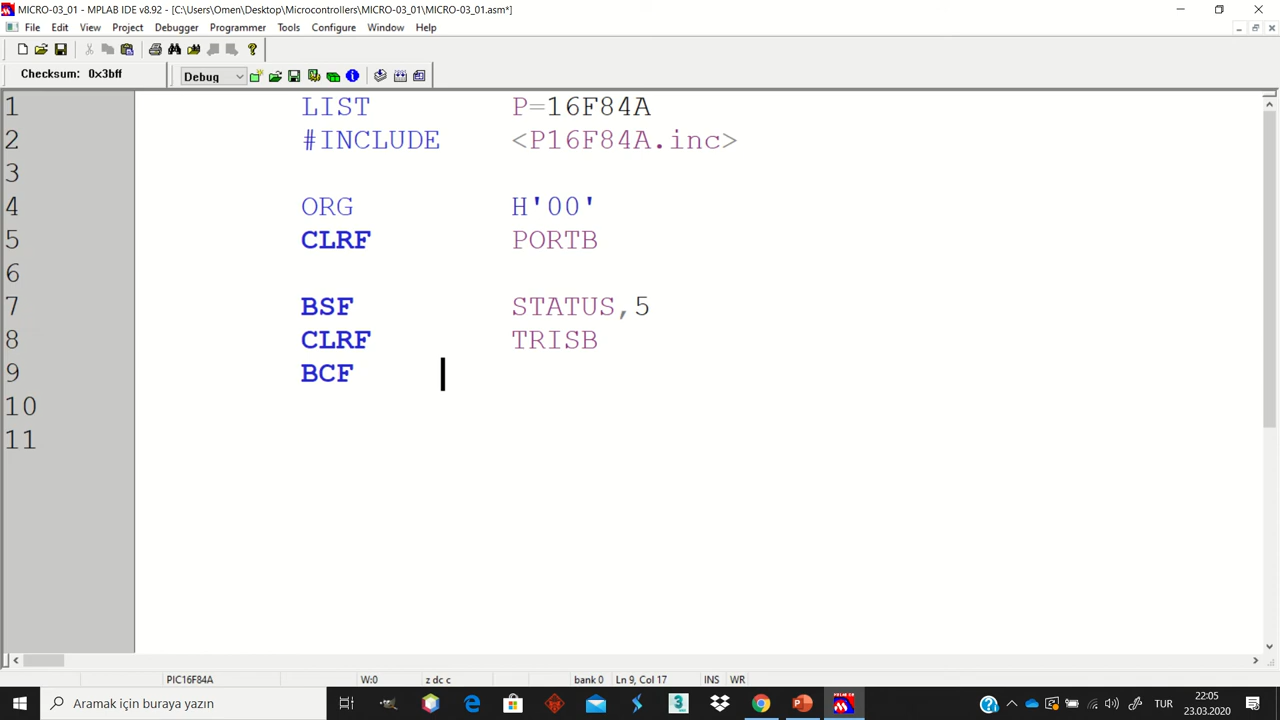 MICRO-03_01 - MPLAB IDE v8.92 - [C:\Users\Omen\Desktop\Microcontrollers\MICRO-03_01\MICRO-03_01.asm*]
File Edit View Project Debugger Programmer Tools Configure Window Help
Checksum: 0x3bff Debug
1 LIST P=16F84A
2 #INCLUDE <P16F84A.inc>
3
4 ORG H'00'
5 CLRF PORTB
6
7 BSF STATUS,5
8 CLRF TRISB
9 BCF
10
11
PIC16F84A W:0 z dc c bank 0 Ln 9, Col 17 INS WR
Aramak için buraya yazın TUR 22:05
23.03.2020